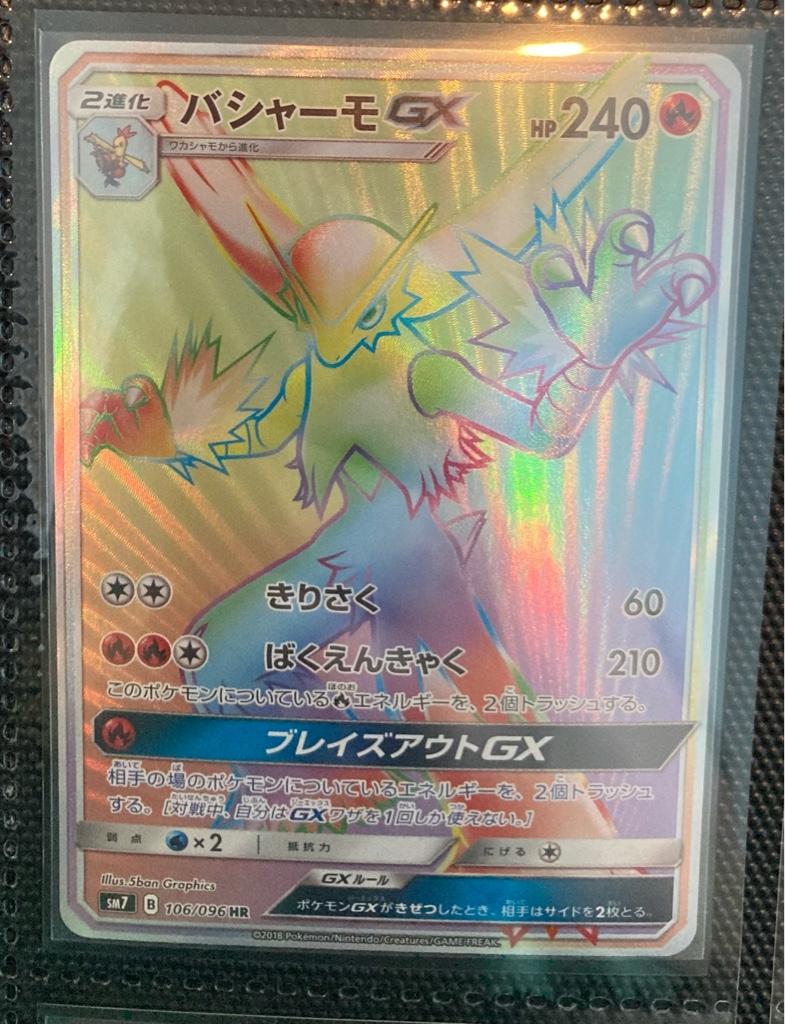 2進化 バシャーモGX HP240
ワカシャモから進化
きりさく 60
ばくえんきゃく 210
このポケモンについている炎エネルギーを、2個トラッシュする。
ブレイズアウトGX
相手の場のポケモンについているエネルギーを、2個トラッシュ
する。[対戦中、自分はGXワザを1回しか使えない。]
弱点 ×2 抵抗力 にげる
Illus. 5ban Graphics
GXルール
SM7 B 106/096 HR
ポケモンGXがきぜつしたとき、相手はサイドを2枚とる。
©2018 Pokémon/Nintendo/Creatures/GAME FREAK.